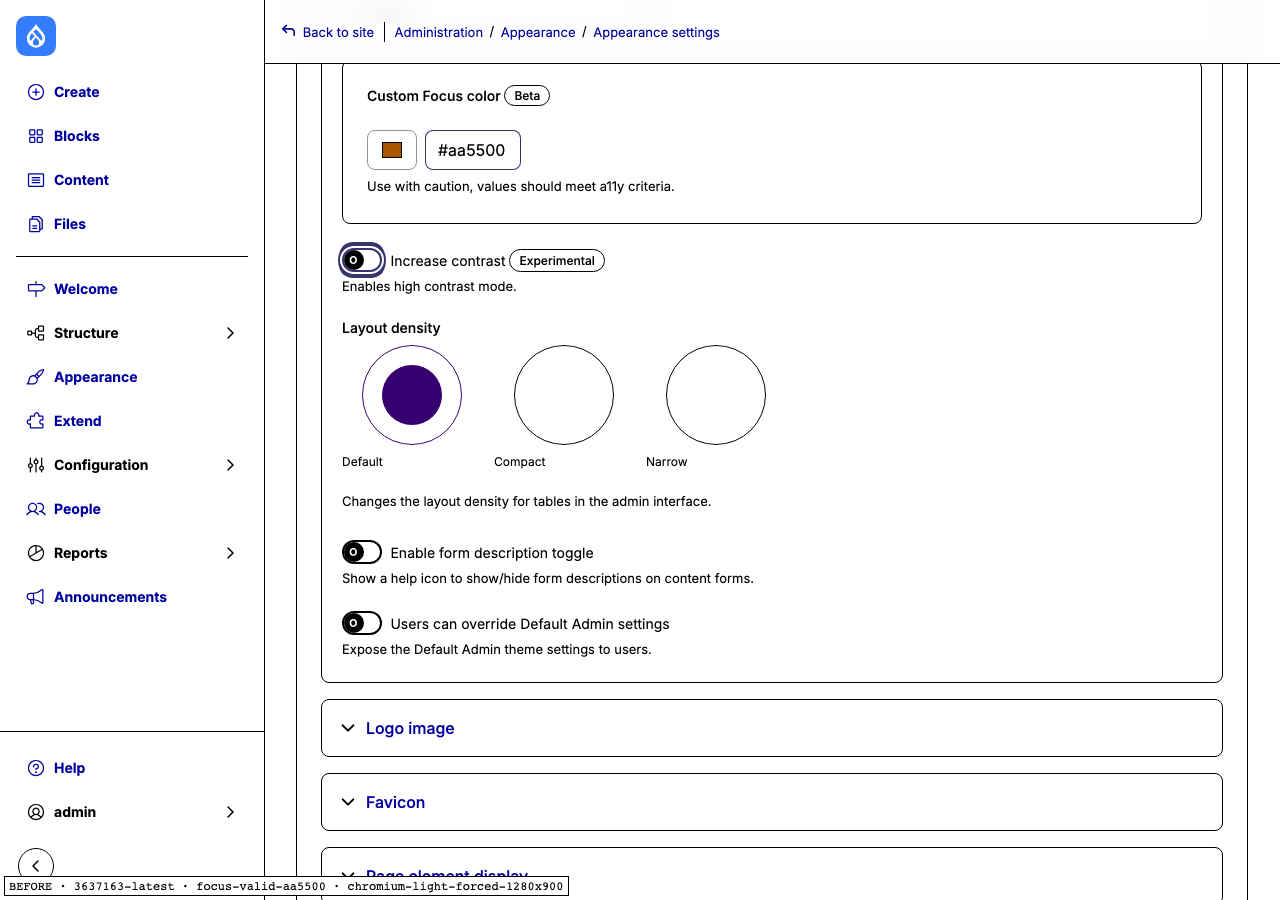 Back to site
Administration / Appearance / Appearance settings
Create
Blocks
Content
Files
Welcome
Structure
Appearance
Extend
Configuration
People
Reports
Announcements
Help
admin
Custom Focus color Beta
#aa5500
Use with caution, values should meet a11y criteria.
Increase contrast Experimental
Enables high contrast mode.
Layout density
Default
Compact
Narrow
Changes the layout density for tables in the admin interface.
Enable form description toggle
Show a help icon to show/hide form descriptions on content forms.
Users can override Default Admin settings
Expose the Default Admin theme settings to users.
Logo image
Favicon
Page element display
BEFORE · 3637163-latest · focus-valid-aa5500 · chromium-light-forced-1280x900